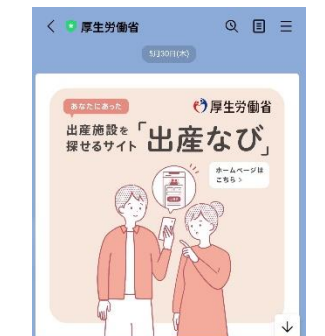 厚生労働省
5月30日(木)
あなたにあった
厚生労働省
出産施設を
探せるサイト
「出産なび」
ホームページは
こちら >